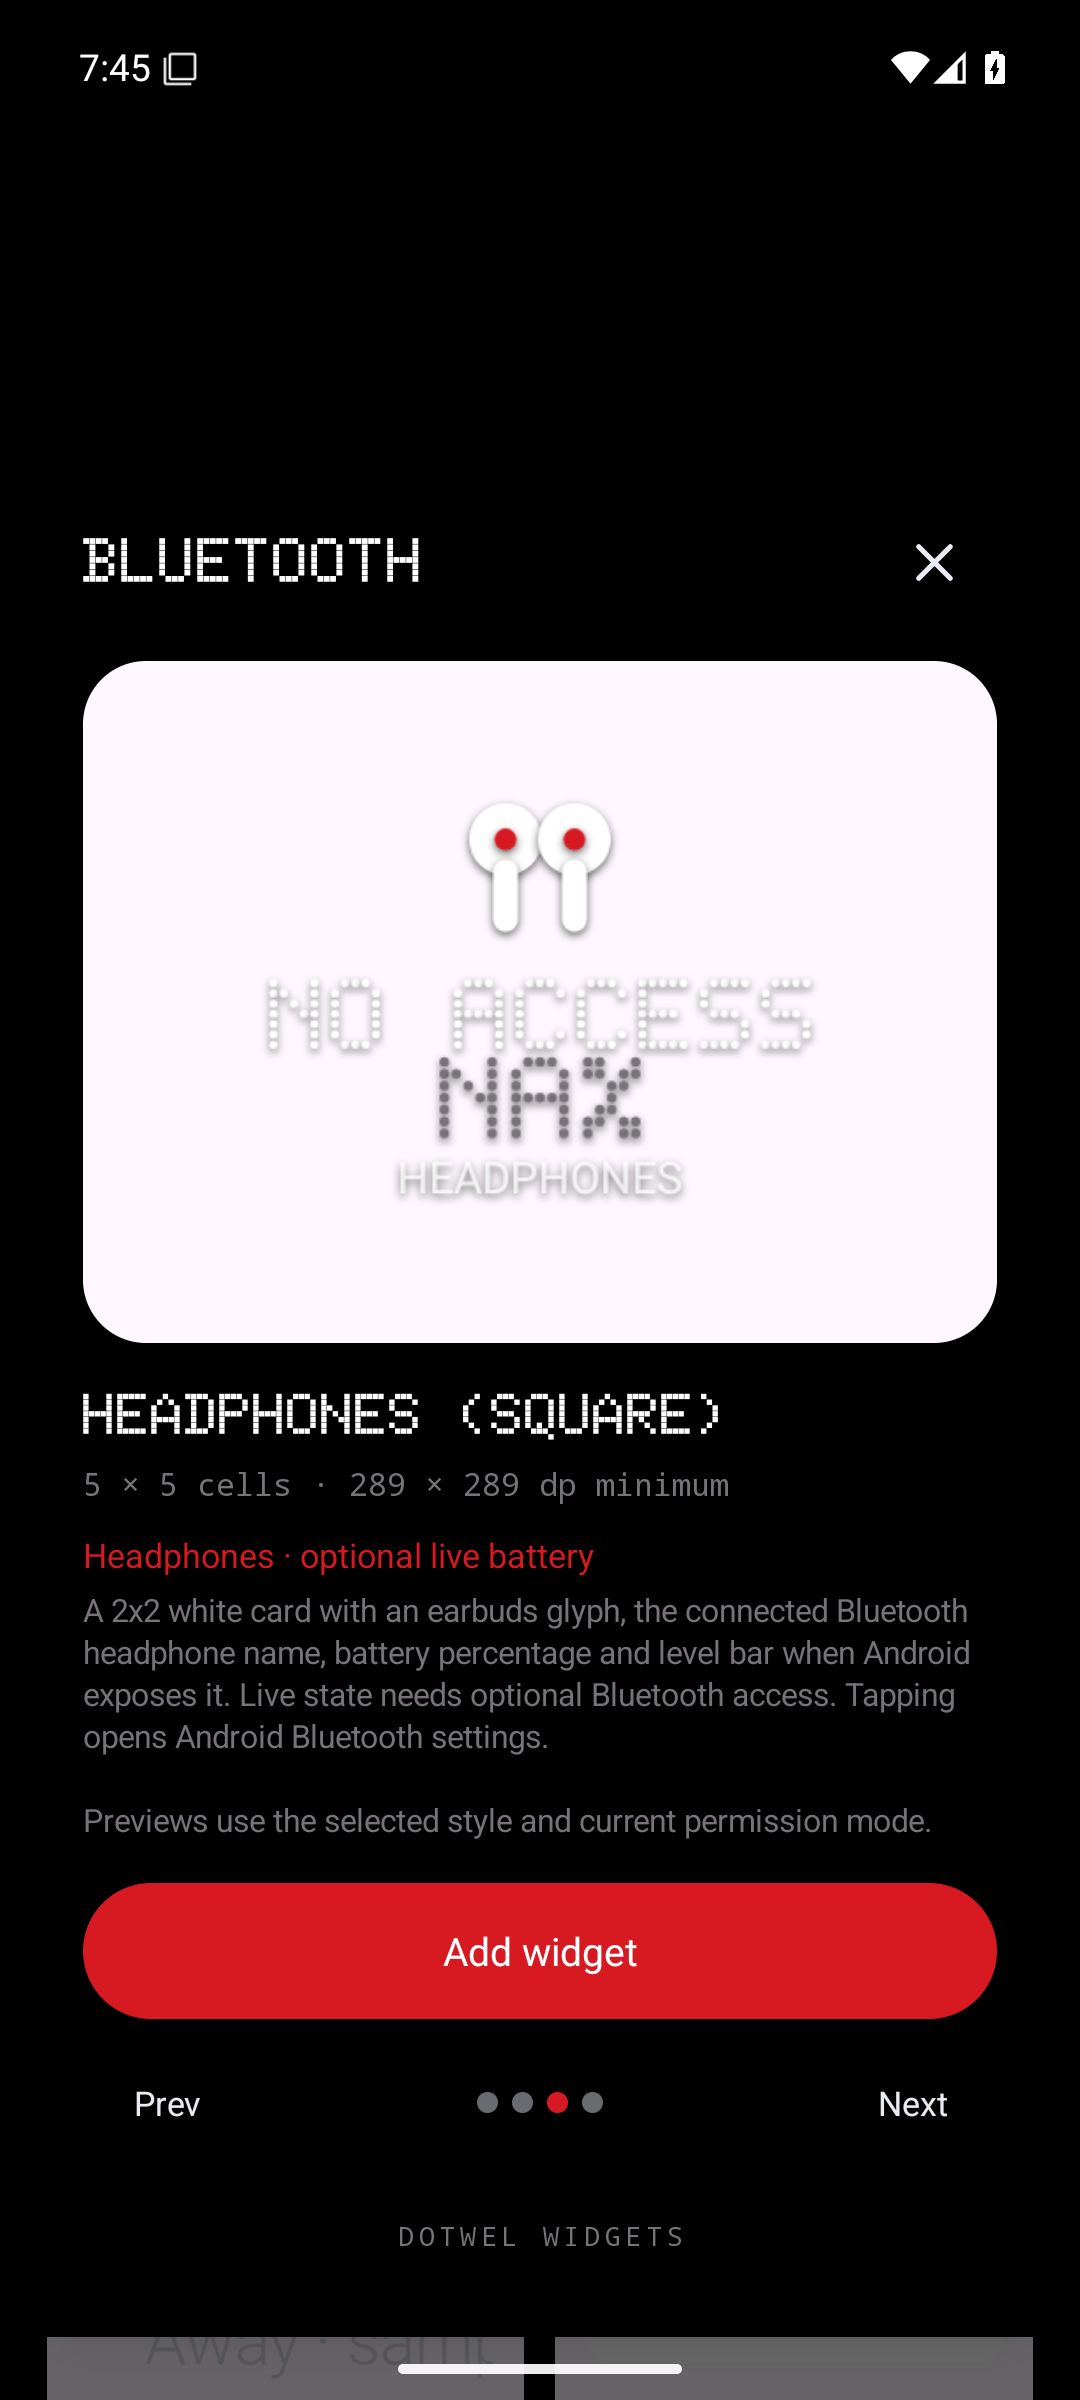 7:45
BLUETOOTH
NO ACCESS
NA%
HEADPHONES
HEADPHONES (SQUARE)
5 × 5 cells · 289 × 289 dp minimum
Headphones · optional live battery
A 2x2 white card with an earbuds glyph, the connected Bluetooth
headphone name, battery percentage and level bar when Android
exposes it. Live state needs optional Bluetooth access. Tapping
opens Android Bluetooth settings.
Previews use the selected style and current permission mode.
Add widget
Prev
Next
DOTWEL WIDGETS
Away ·